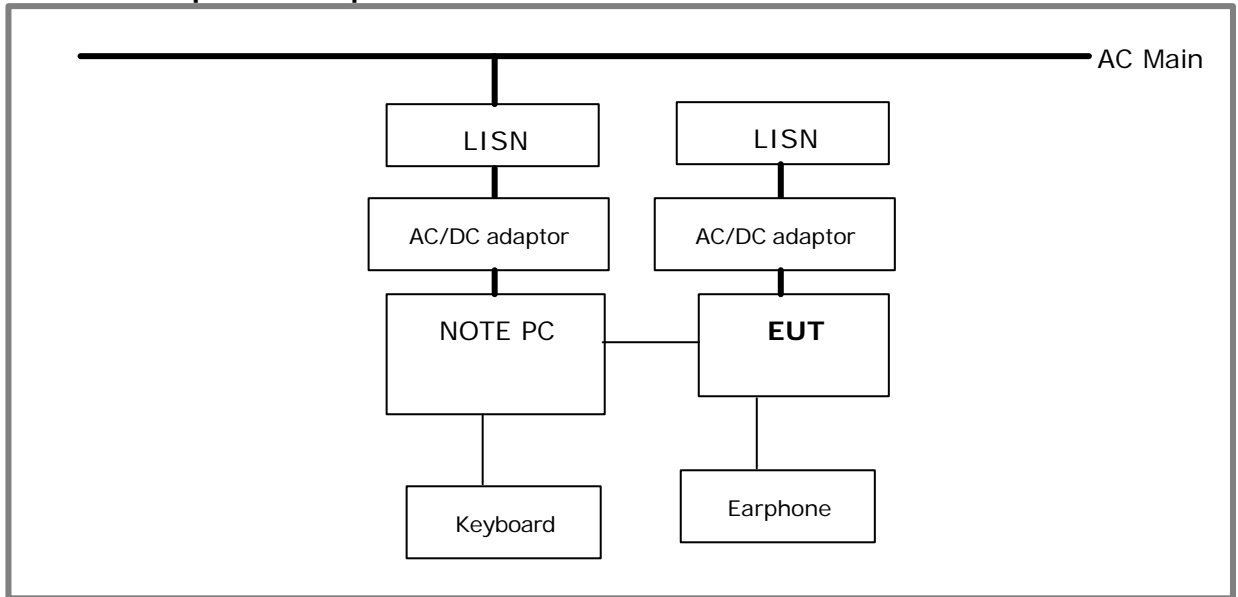 AC Main
LISN
LISN
AC/DC adaptor
AC/DC adaptor
NOTE PC
EUT
Keyboard
Earphone